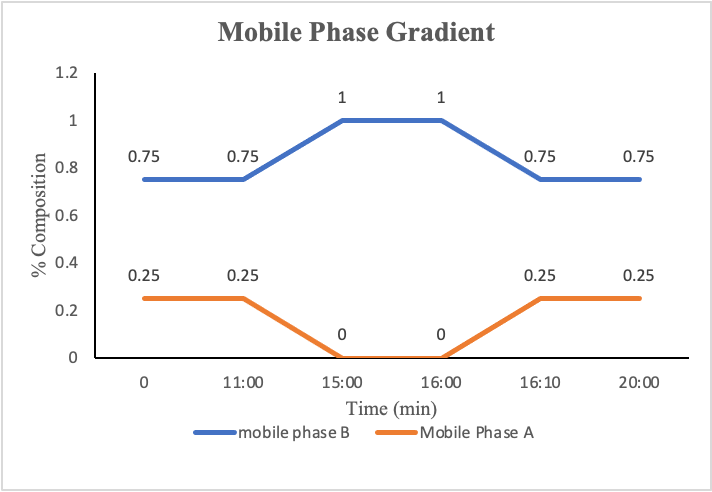 Mobile Phase Gradient
1.2
1
0.8
0.6
0.4
0.2
0
% Composition
0.75 0.75 1 1 0.75 0.75
0.25 0.25 0 0 0.25 0.25
0 11:00 15:00 16:00 16:10 20:00
Time (min)
mobile phase B Mobile Phase A